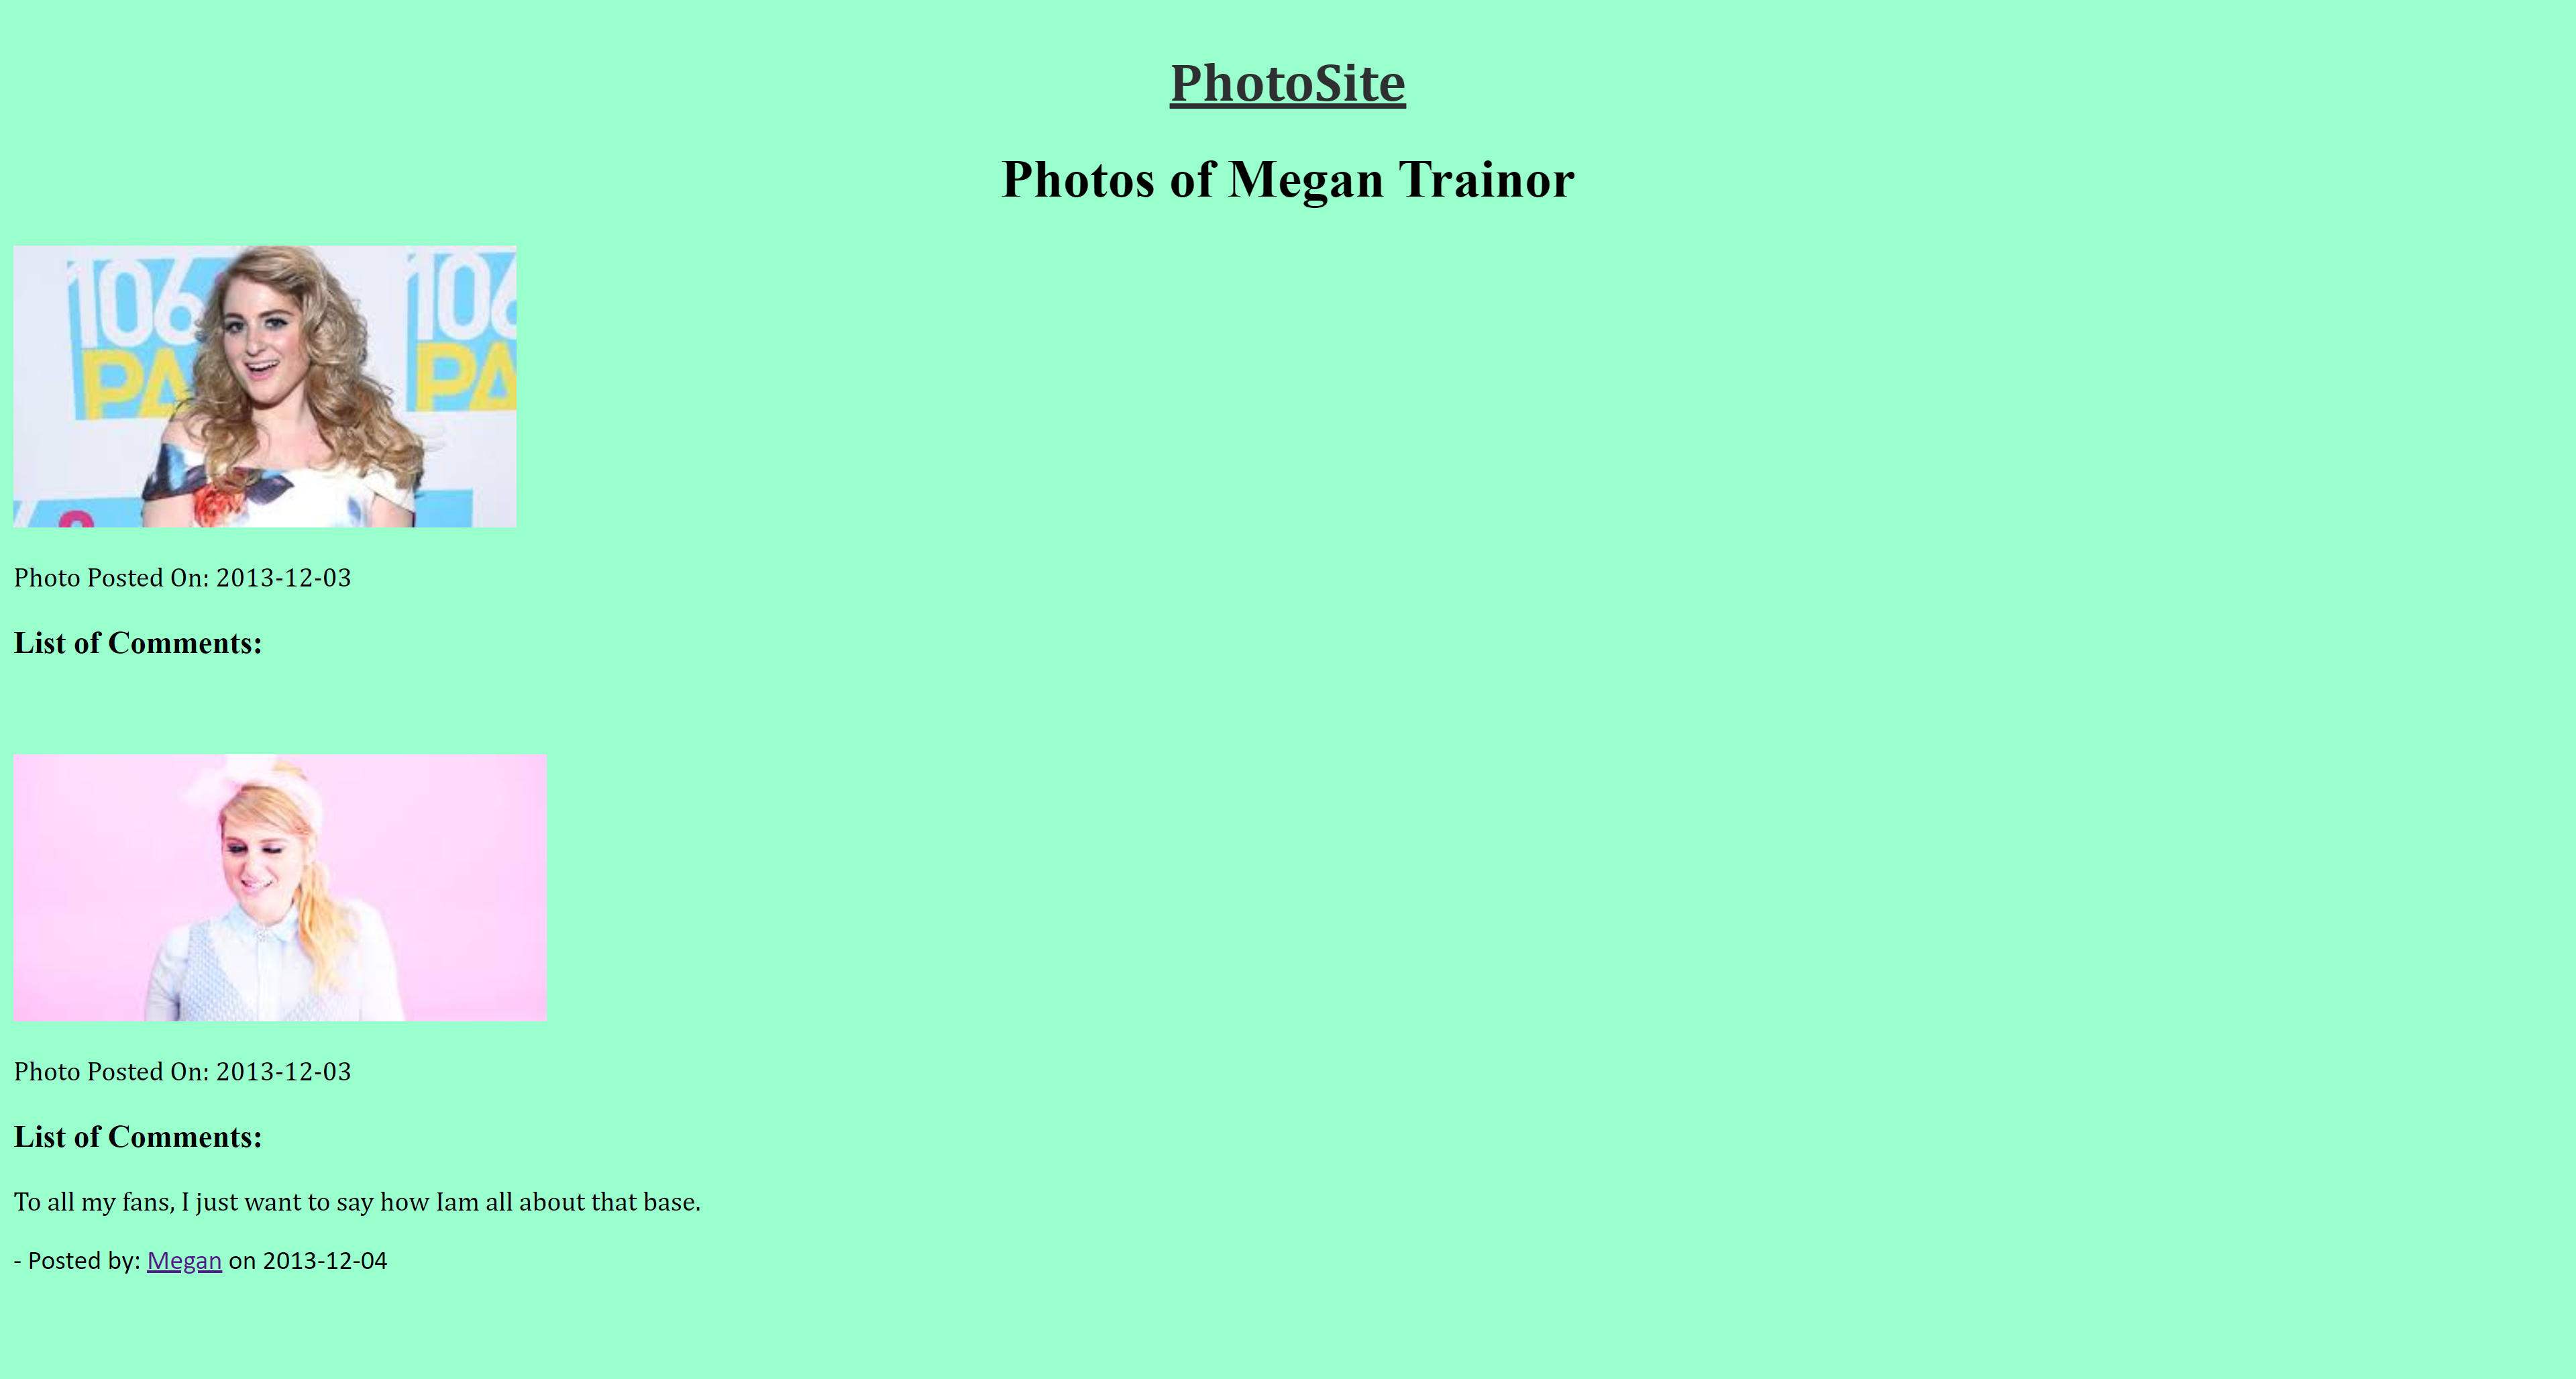 PhotoSite
Photos of Megan Trainor
106 106
PA PA
Photo Posted On: 2013-12-03
List of Comments:
Photo Posted On: 2013-12-03
List of Comments:
To all my fans, I just want to say how Iam all about that base.
- Posted by: Megan on 2013-12-04